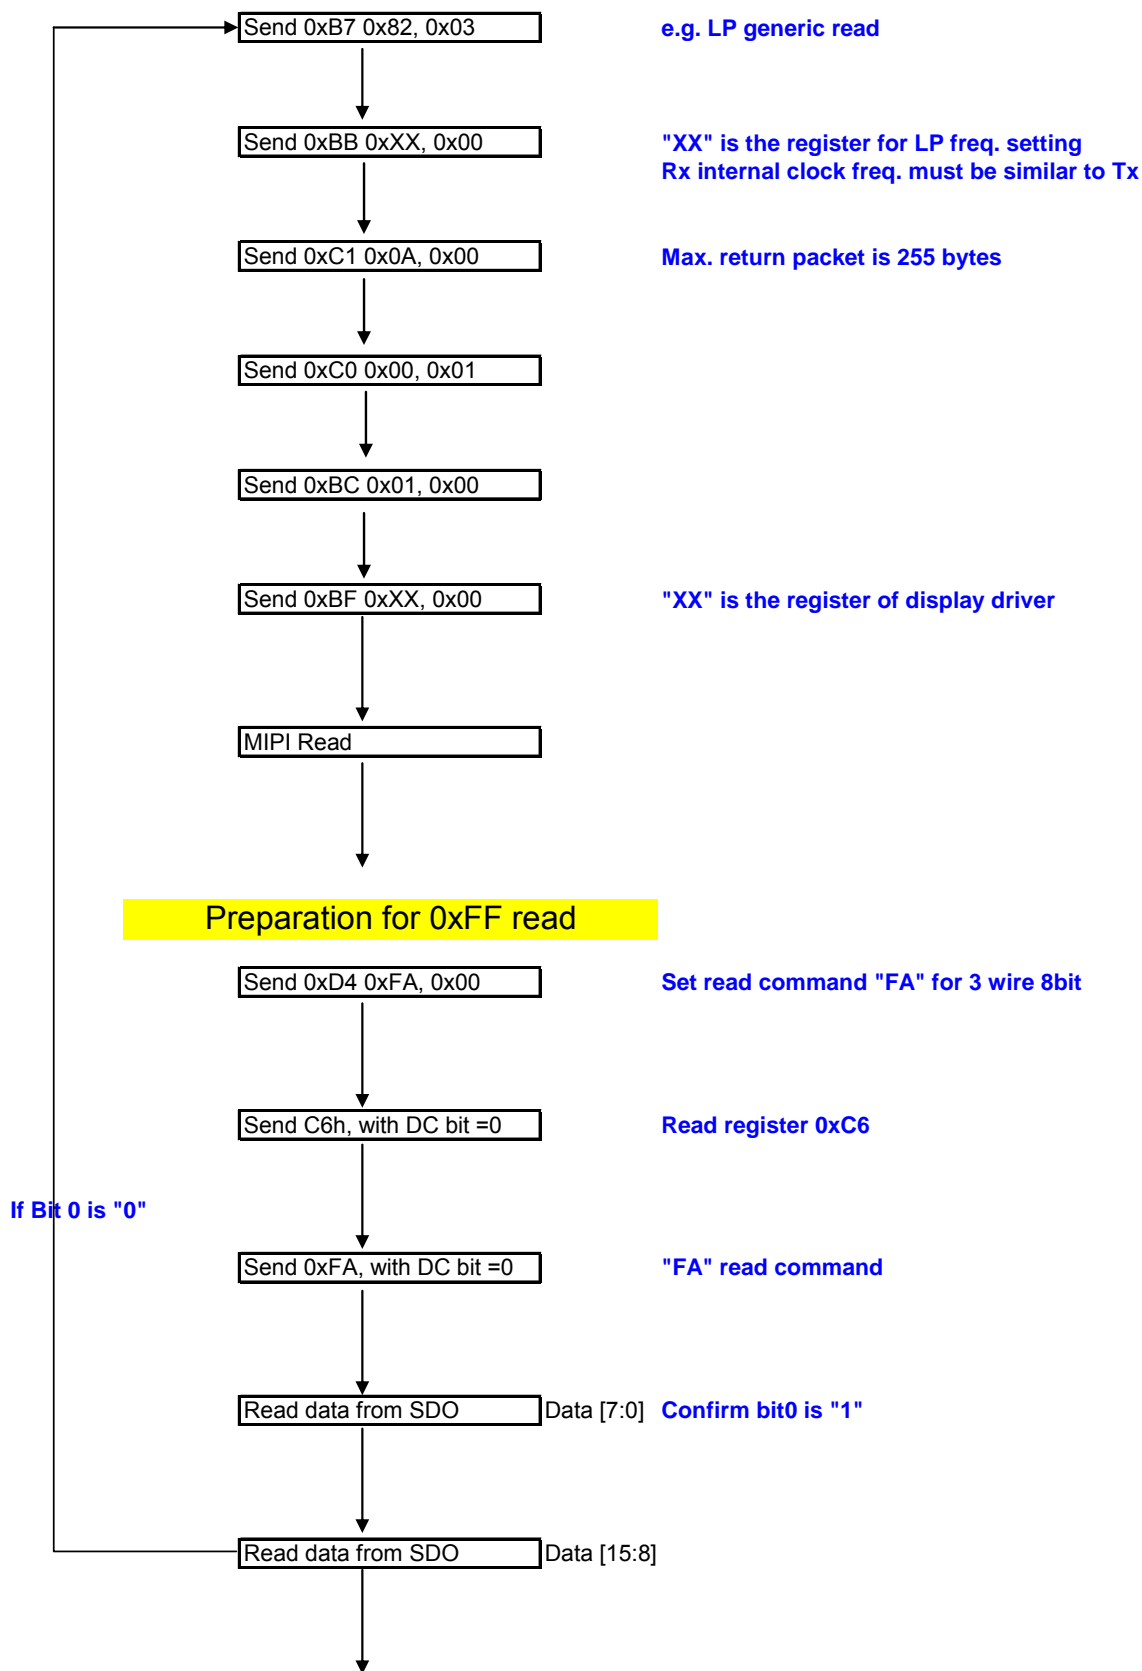 Send 0xB7 0x82, 0x03
e.g. LP generic read
Send 0xBB 0xXX, 0x00
"XX" is the register for LP freq. setting
Rx internal clock freq. must be similar to Tx
Send 0xC1 0x0A, 0x00
Max. return packet is 255 bytes
Send 0xC0 0x00, 0x01
Send 0xBC 0x01, 0x00
Send 0xBF 0xXX, 0x00
"XX" is the register of display driver
MIPI Read
Preparation for 0xFF read
Send 0xD4 0xFA, 0x00
Set read command "FA" for 3 wire 8bit
Send C6h, with DC bit =0
Read register 0xC6
If Bit 0 is "0"
Send 0xFA, with DC bit =0
"FA" read command
Read data from SDO
Data [7:0]
Confirm bit0 is "1"
Read data from SDO
Data [15:8]